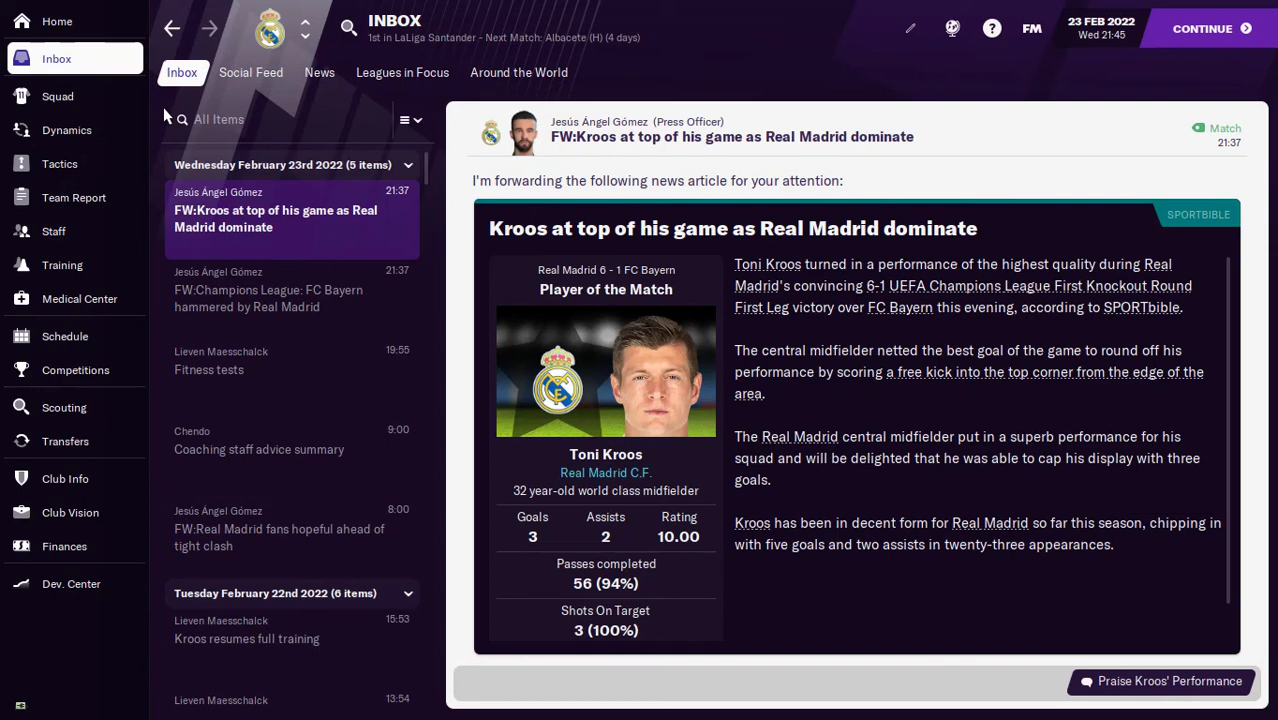 Home
Inbox
Squad
Dynamics
Tactics
Team Report
Staff
Training
Medical Center
Schedule
Competitions
Scouting
Transfers
Club Info
Club Vision
Finances
Dev. Center
INBOX
1st in LaLiga Santander - Next Match: Albacete (H) (4 days)
?
FM
23 FEB 2022
Wed 21:45
CONTINUE
Inbox Social Feed News Leagues in Focus Around the World
All Items
Wednesday February 23rd 2022 (5 items)
Jesús Ángel Gómez 21:37
FW:Kroos at top of his game as Real
Madrid dominate
Jesús Ángel Gómez 21:37
FW:Champions League: FC Bayern
hammered by Real Madrid
Lieven Maesschalck 19:55
Fitness tests
Chendo 9:00
Coaching staff advice summary
Jesús Ángel Gómez 8:00
FW:Real Madrid fans hopeful ahead of
tight clash
Tuesday February 22nd 2022 (6 items)
Lieven Maesschalck 15:53
Kroos resumes full training
Lieven Maesschalck 13:54
Jesús Ángel Gómez (Press Officer)
FW:Kroos at top of his game as Real Madrid dominate
Match
21:37
I'm forwarding the following news article for your attention:
SPORTBIBLE
Kroos at top of his game as Real Madrid dominate
Real Madrid 6 - 1 FC Bayern
Player of the Match
Toni Kroos
Real Madrid C.F.
32 year-old world class midfielder
Goals Assists Rating
3 2 10.00
Passes completed
56 (94%)
Shots On Target
3 (100%)
Toni Kroos turned in a performance of the highest quality during Real
Madrid's convincing 6-1 UEFA Champions League First Knockout Round
First Leg victory over FC Bayern this evening, according to SPORTbible.
The central midfielder netted the best goal of the game to round off his
performance by scoring a free kick into the top corner from the edge of the
area.
The Real Madrid central midfielder put in a superb performance for his
squad and will be delighted that he was able to cap his display with three
goals.
Kroos has been in decent form for Real Madrid so far this season, chipping in
with five goals and two assists in twenty-three appearances.
Praise Kroos' Performance